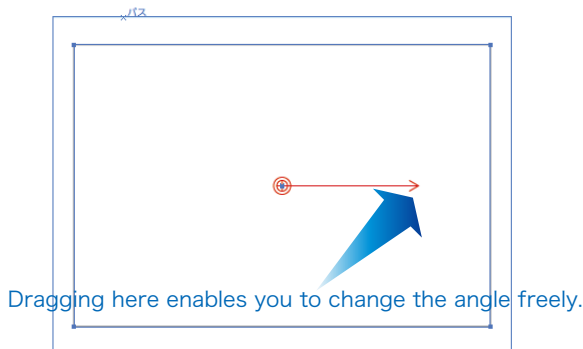 パス
Dragging here enables you to change the angle freely.